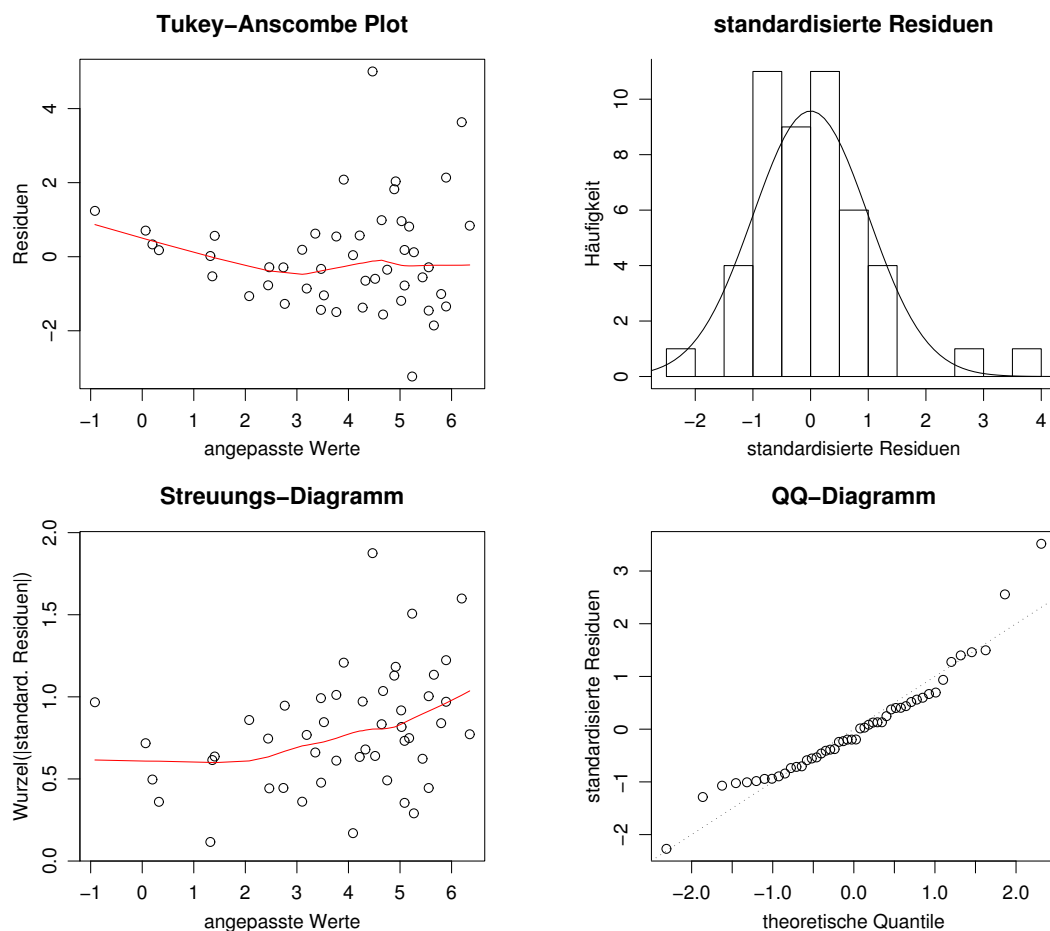 Tukey−Anscombe Plot
Residuen
4
2
0
−2
−1 0 1 2 3 4 5 6
angepasste Werte
standardisierte Residuen
Häufigkeit
10
8
6
4
2
0
−2 −1 0 1 2 3 4
standardisierte Residuen
Streuungs−Diagramm
Wurzel(|standard. Residuen|)
2.0
1.5
1.0
0.5
0.0
−1 0 1 2 3 4 5 6
angepasste Werte
QQ−Diagramm
standardisierte Residuen
3
2
1
0
−2
−2.0 −1.0 0.0 1.0 2.0
theoretische Quantile